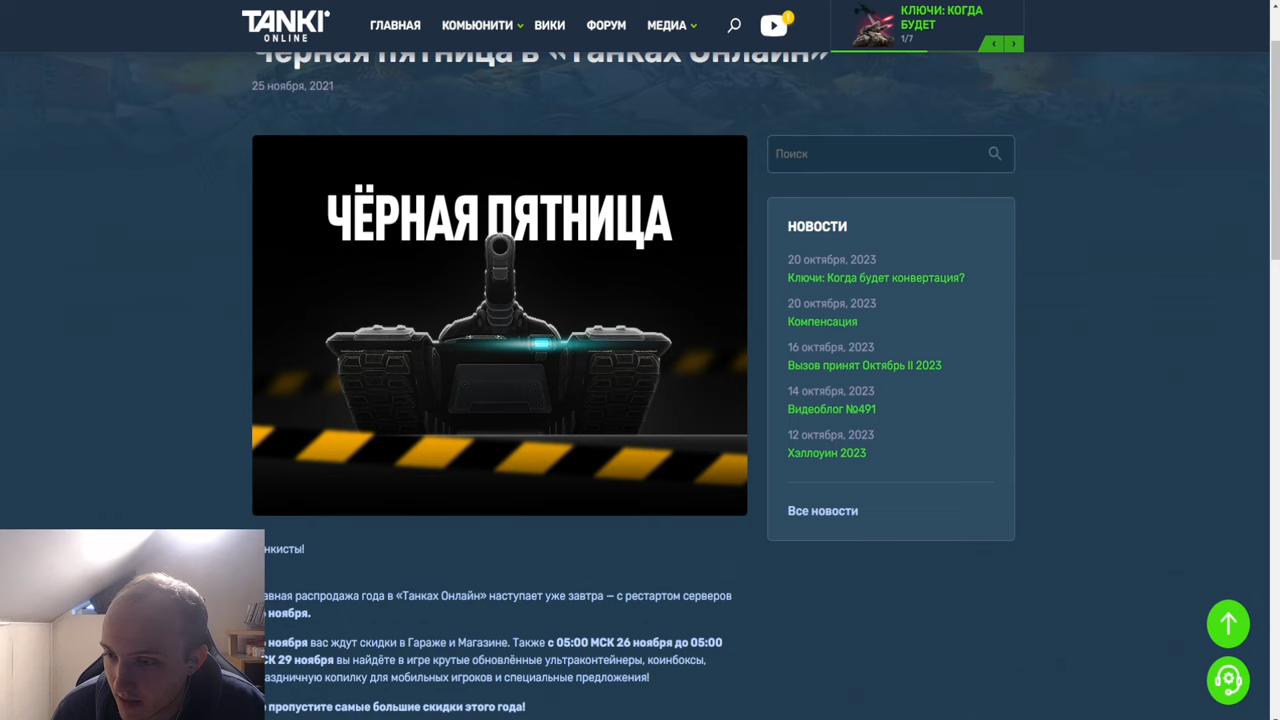 TANKI
ONLINE
ГЛАВНАЯ
КОМЬЮНИТИ
ВИКИ
ФОРУМ
МЕДИА
1
КЛЮЧИ: КОГДА
БУДЕТ
1/7
Чёрная пятница в «Танках Онлайн»
25 ноября, 2021
ЧЁРНАЯ ПЯТНИЦА
Поиск
НОВОСТИ
20 октября, 2023
Ключи: Когда будет конвертация?
20 октября, 2023
Компенсация
16 октября, 2023
Вызов принят Октябрь II 2023
14 октября, 2023
Видеоблог №491
12 октября, 2023
Хэллоуин 2023
Все новости
нкисты!
авная распродажа года в «Танках Онлайн» наступает уже завтра — с рестартом серверов
ноября.
ноября вас ждут скидки в Гараже и Магазине. Также с 05:00 МСК 26 ноября до 05:00
СК 29 ноября вы найдёте в игре крутые обновлённые ультраконтейнеры, коинбоксы,
аздничную копилку для мобильных игроков и специальные предложения!
пропустите самые большие скидки этого года!